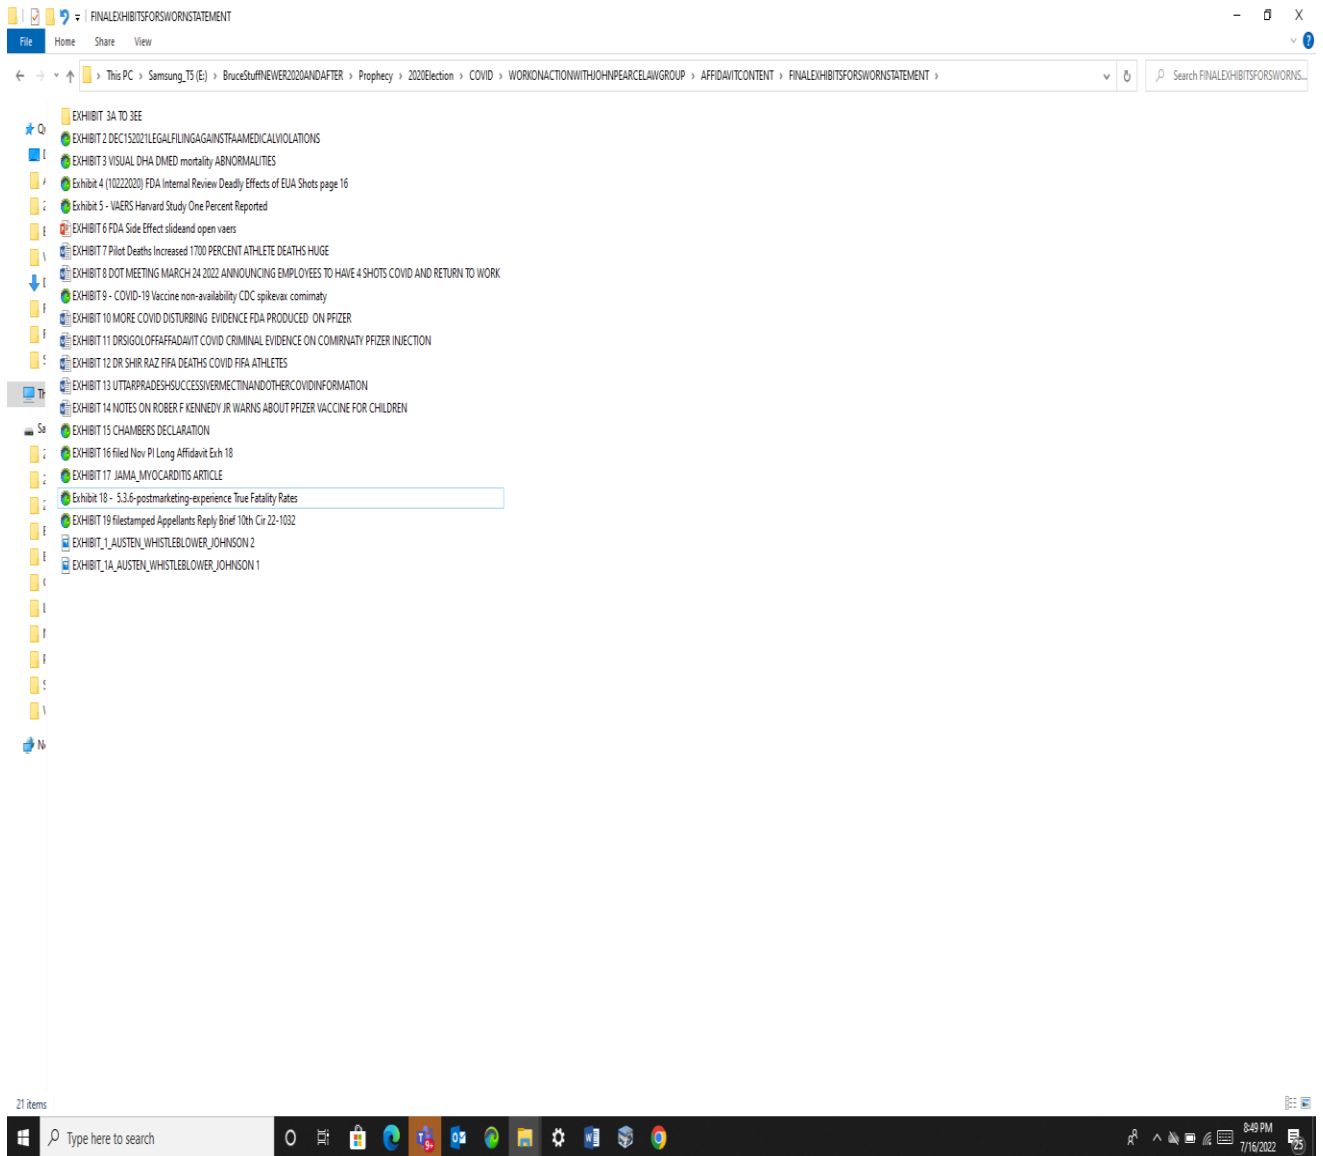 FINALEXHIBITSFORSWORNSTATEMENT
File Home Share View
This PC > Samsung_T5 (E:) > BruceStuffNEWER2020ANDAFTER > Prophecy > 2020Election > COVID > WORKONACTIONWITHJOHNPEARCELAWGROUP > AFFIDAVITCONTENT > FINALEXHIBITSFORSWORNSTATEMENT >
Search FINALEXHIBITSFORSWORNS...
EXHIIBIT 3A TO 3EE
EXHIBIT 2 DEC152021LEGALFILINGAGAINSTFAAMEDICALVIOLATIONS
EXHIBIT 3 VISUAL DHA DMED mortality ABNORMALITIES
Exhibit 4 (10222020) FDA Internal Review Deadly Effects of EUA Shots page 16
Exhibit 5 - VAERS Harvard Study One Percent Reported
EXHIBIT 6 FDA Side Effect slideand open vaers
EXHIBIT 7 Pilot Deaths Increased 1700 PERCENT ATHLETE DEATHS HUGE
EXHIBIT 8 DOT MEETING MARCH 24 2022 ANNOUNCING EMPLOYEES TO HAVE 4 SHOTS COVID AND RETURN TO WORK
EXHIBIT 9 - COVID-19 Vaccine non-availability CDC spikevax comirnaty
EXHIBIT 10 MORE COVID DISTURBING EVIDENCE FDA PRODUCED ON PFIZER
EXHIBIT 11 DRSIGOLOFFAFFADAVIT COVID CRIMINAL EVIDENCE ON COMIRNATY PFIZER INJECTION
EXHIBIT 12 DR SHIR RAZ FIFA DEATHS COVID FIFA ATHLETES
EXHIBIT 13 UTTARPRADESHSUCCESSIVERMECTINANDOTHERCOVIDINFORMATION
EXHIBIT 14 NOTES ON ROBER F KENNEDY JR WARNS ABOUT PFIZER VACCINE FOR CHILDREN
EXHIBIT 15 CHAMBERS DECLARATION
EXHIBIT 16 filed Nov PI Long Affidavit Exh 18
EXHIBIT 17 JAMA_MYOCARDITIS ARTICLE
Exhibit 18 - 5.3.6-postmarketing-experience True Fatality Rates
EXHIBIT 19 filestamped Appellants Reply Brief 10th Cir 22-1032
EXHIBIT_1_AUSTEN_WHISTLEBLOWER_JOHNSON 2
EXHIBIT_1A_AUSTEN_WHISTLEBLOWER_JOHNSON 1
21 items
Type here to search
8:49 PM
7/16/2022
25